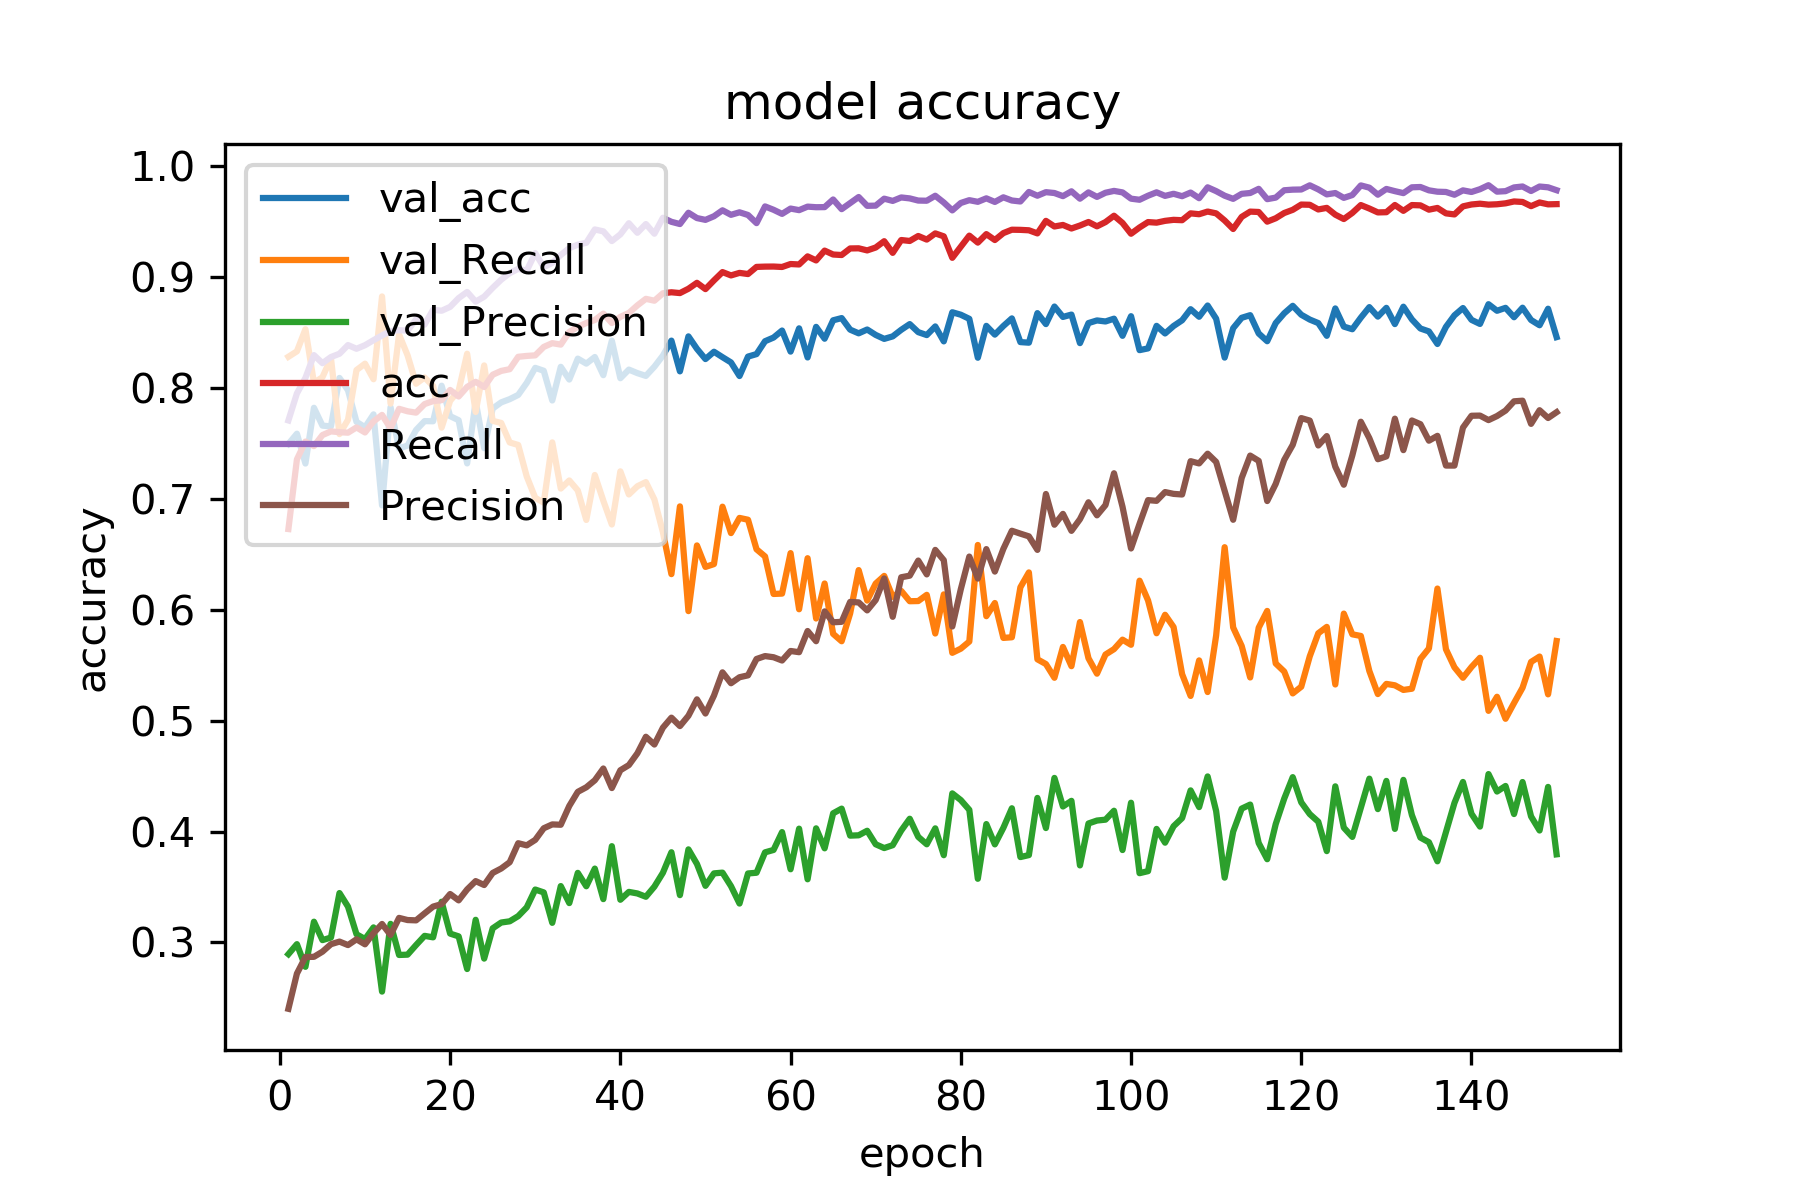 model accuracy
accuracy
1.0
0.9
0.8
0.7
0.6
0.5
0.4
0.3
val_acc
val_Recall
val_Precision
acc
Recall
Precision
0 20 40 60 80 100 120 140
epoch